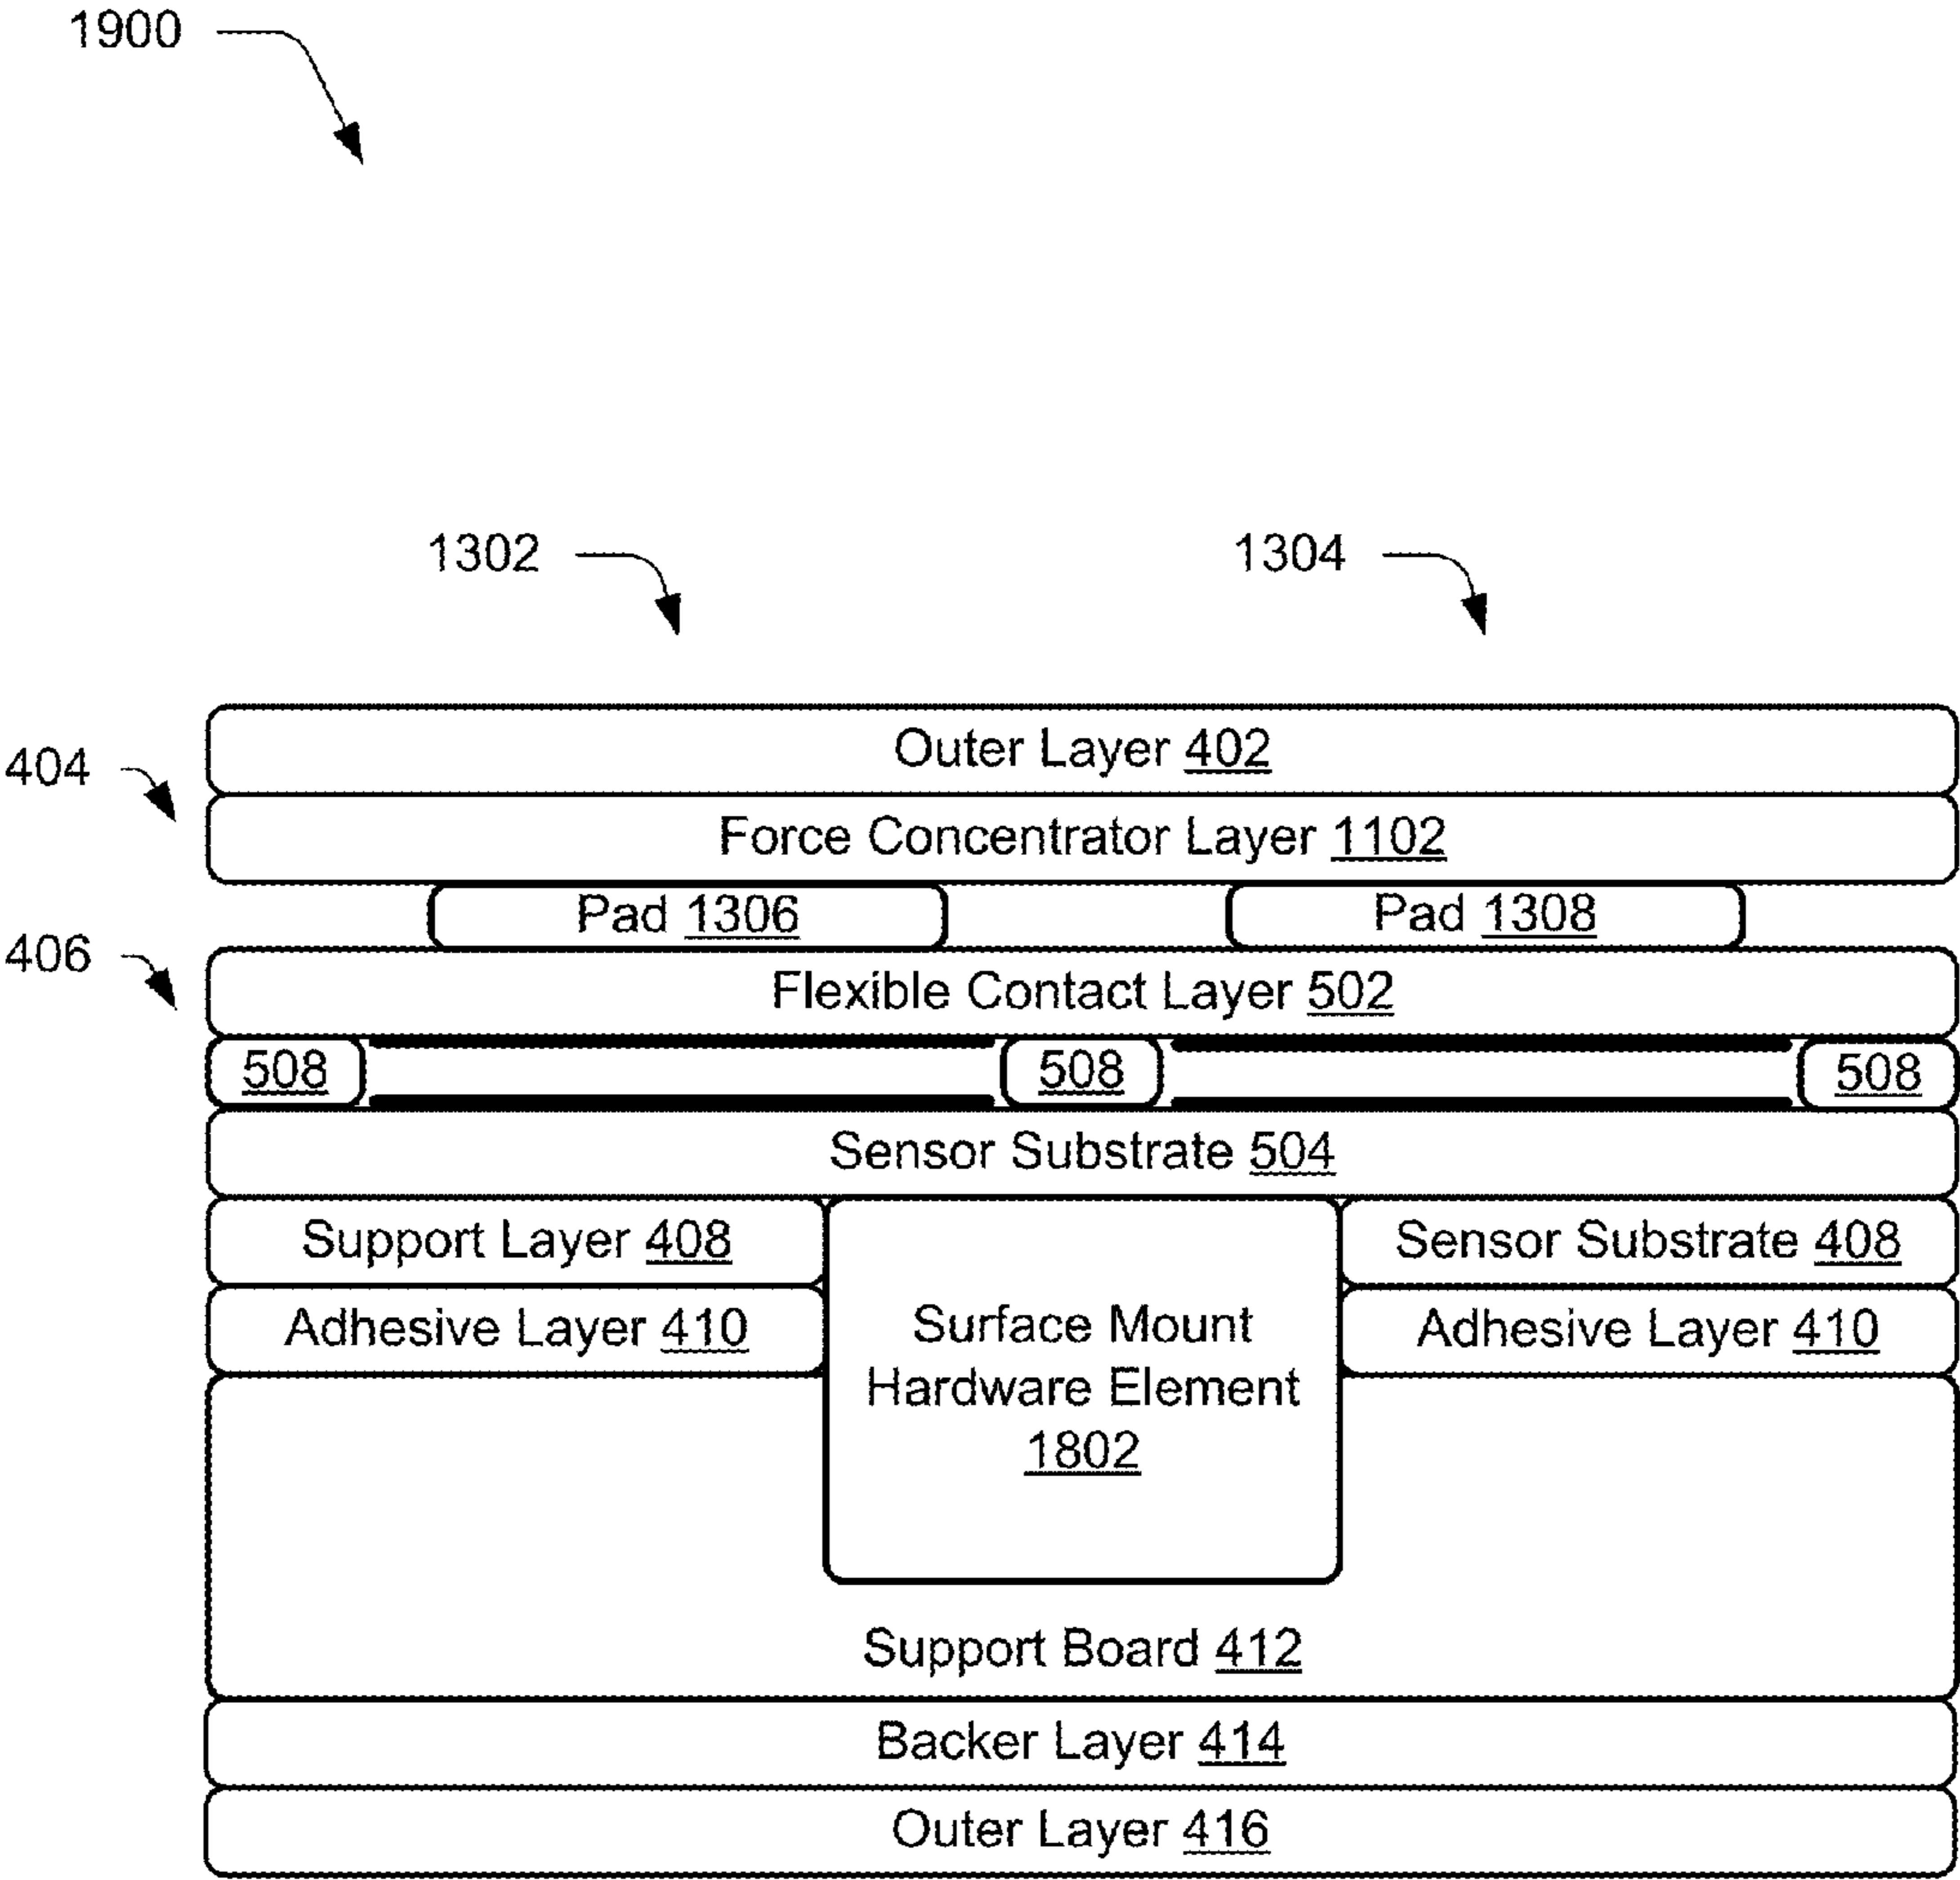 1900
1302
1304
Outer Layer 402
404
Force Concentrator Layer 1102
Pad 1306
Pad 1308
406
Flexible Contact Layer 502
508
508
508
Sensor Substrate 504
Support Layer 408
Sensor Substrate 408
Adhesive Layer 410
Surface Mount
Hardware Element
1802
Adhesive Layer 410
Support Board 412
Backer Layer 414
Outer Layer 416